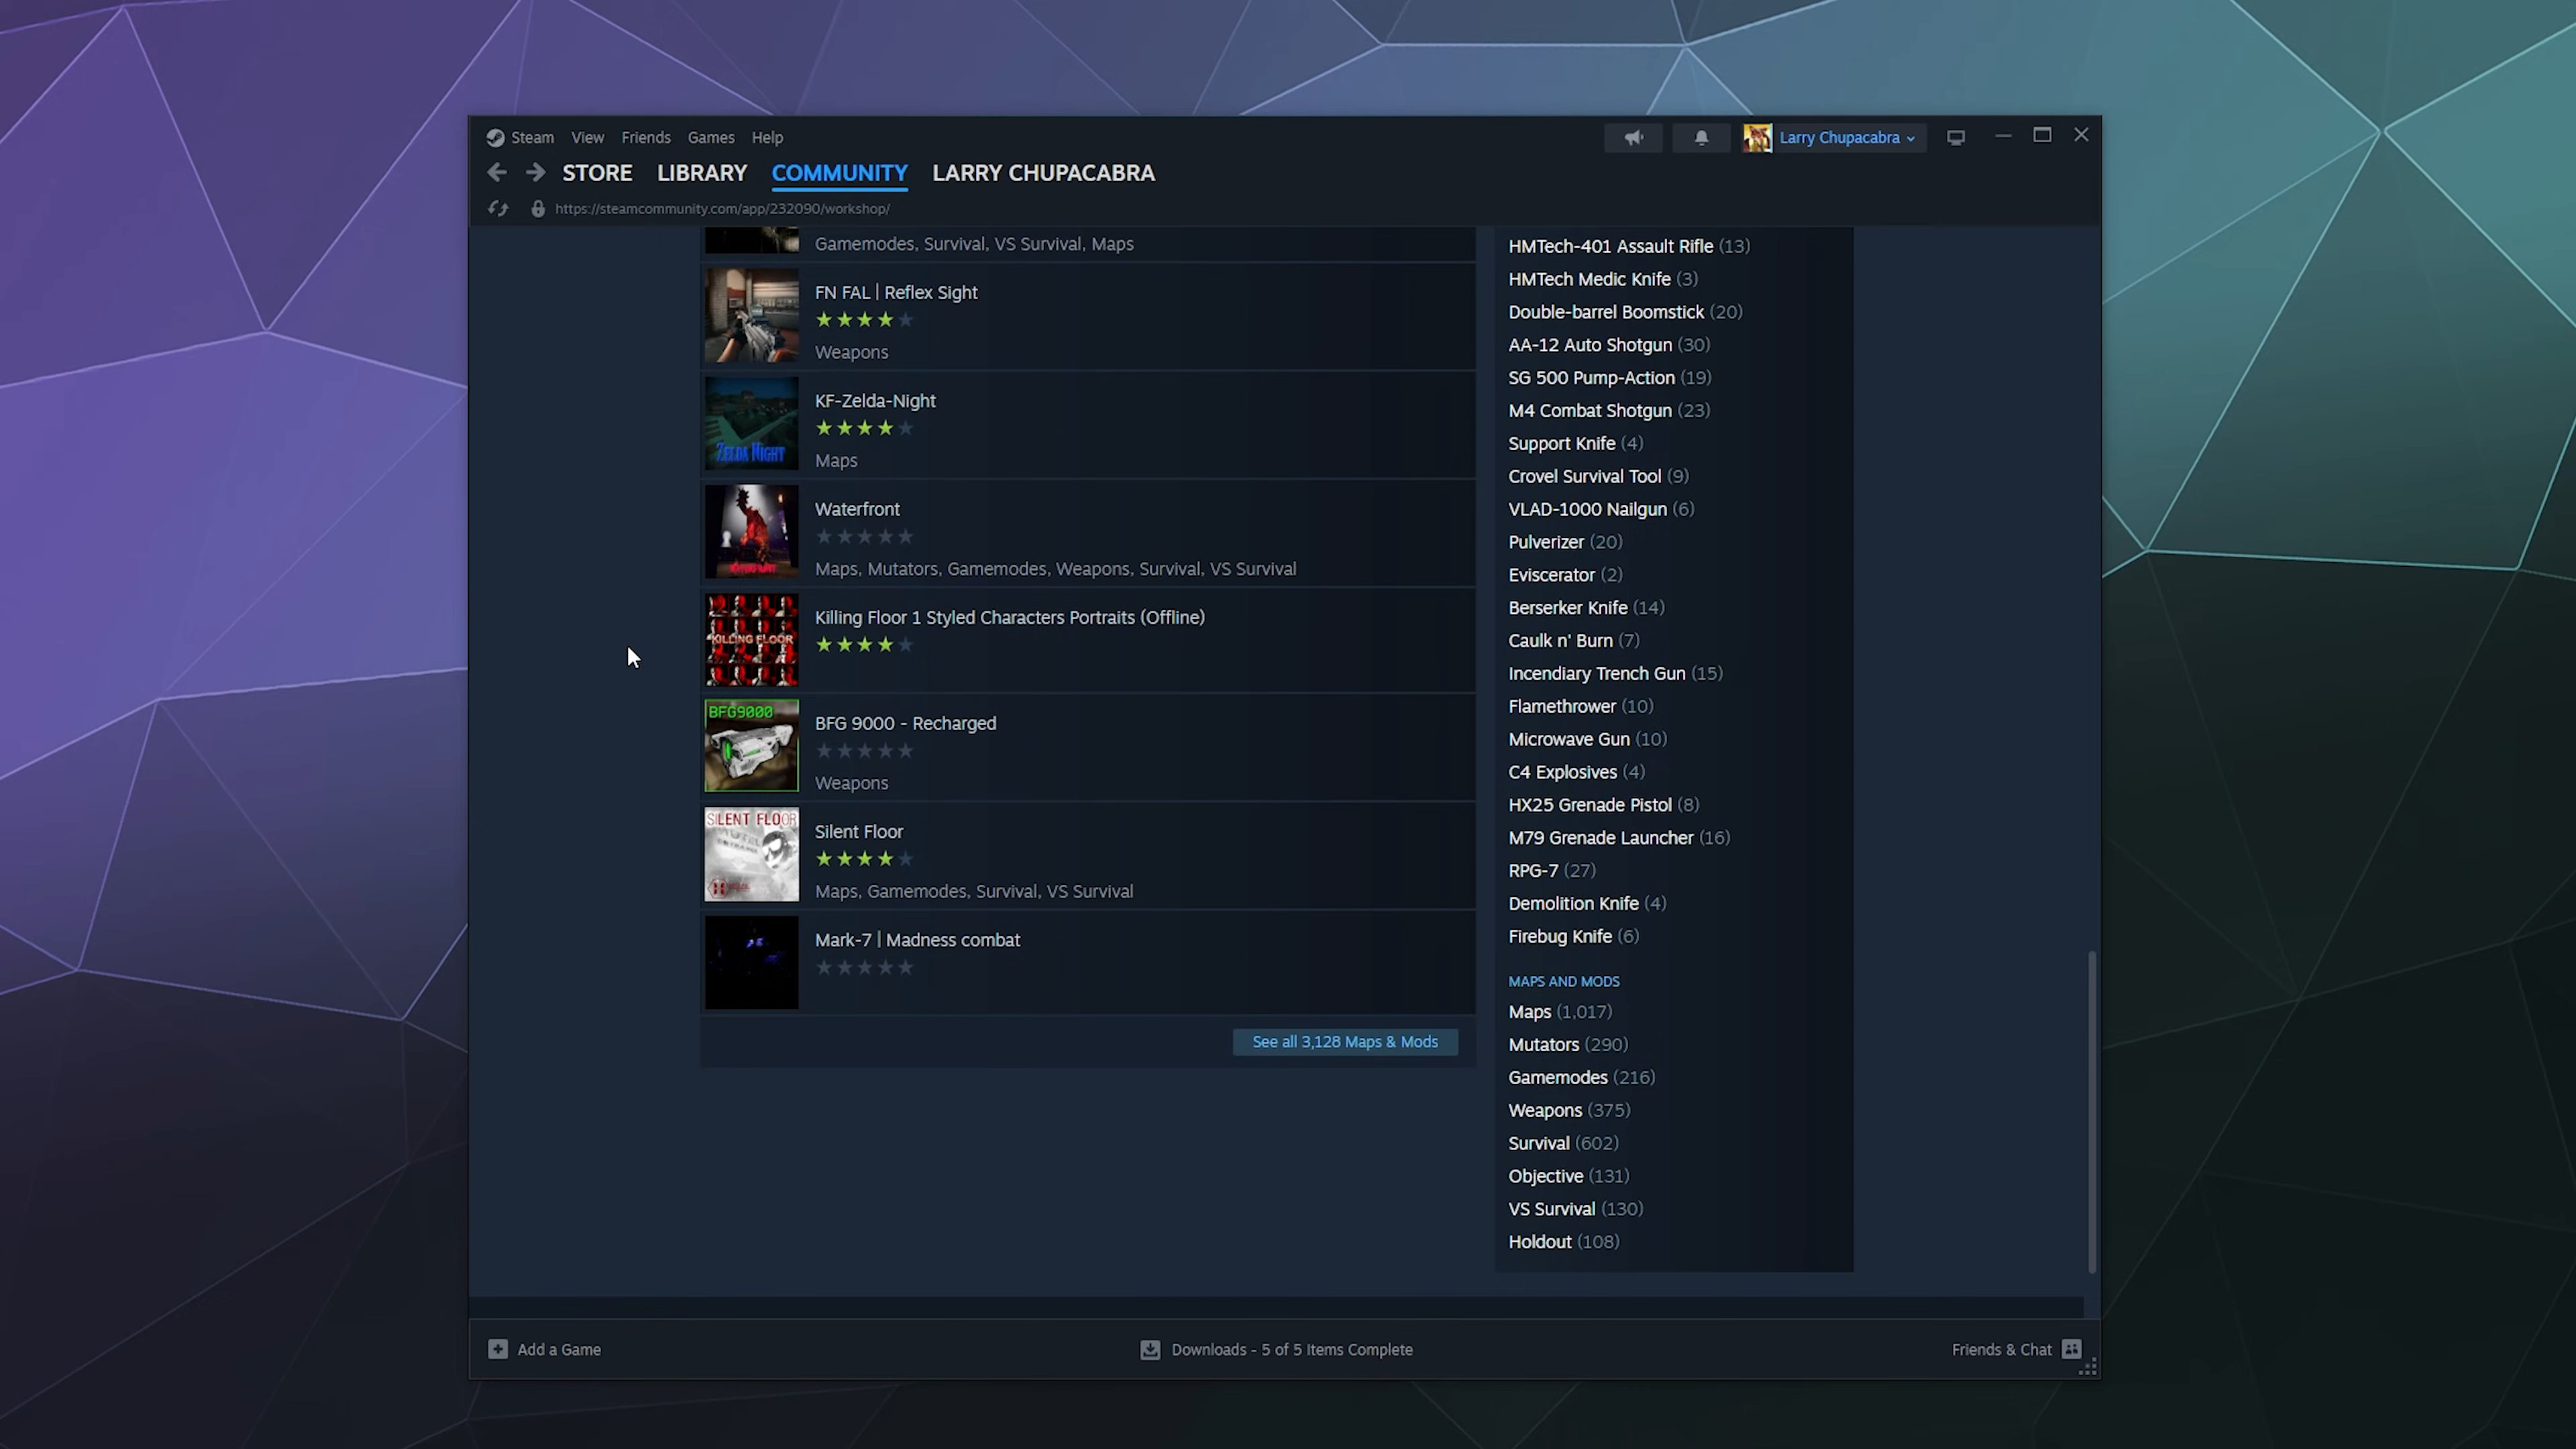 Steam View Friends Games Help
Larry Chupacabra
STORE LIBRARY COMMUNITY LARRY CHUPACABRA
https://steamcommunity.com/app/232090/workshop/
Gamemodes, Survival, VS Survival, Maps
FN FAL | Reflex Sight
Weapons
KF-Zelda-Night
ZELDA NIGHT
Maps
Waterfront
Maps, Mutators, Gamemodes, Weapons, Survival, VS Survival
Killing Floor 1 Styled Characters Portraits (Offline)
KILLING FLOOR
BFG9000
BFG 9000 - Recharged
Weapons
SILENT FLOOR
Silent Floor
Maps, Gamemodes, Survival, VS Survival
Mark-7 | Madness combat
See all 3,128 Maps & Mods
HMTech-401 Assault Rifle (13)
HMTech Medic Knife (3)
Double-barrel Boomstick (20)
AA-12 Auto Shotgun (30)
SG 500 Pump-Action (19)
M4 Combat Shotgun (23)
Support Knife (4)
Crovel Survival Tool (9)
VLAD-1000 Nailgun (6)
Pulverizer (20)
Eviscerator (2)
Berserker Knife (14)
Caulk n' Burn (7)
Incendiary Trench Gun (15)
Flamethrower (10)
Microwave Gun (10)
C4 Explosives (4)
HX25 Grenade Pistol (8)
M79 Grenade Launcher (16)
RPG-7 (27)
Demolition Knife (4)
Firebug Knife (6)
MAPS AND MODS
Maps (1,017)
Mutators (290)
Gamemodes (216)
Weapons (375)
Survival (602)
Objective (131)
VS Survival (130)
Holdout (108)
Add a Game
Downloads - 5 of 5 Items Complete
Friends & Chat